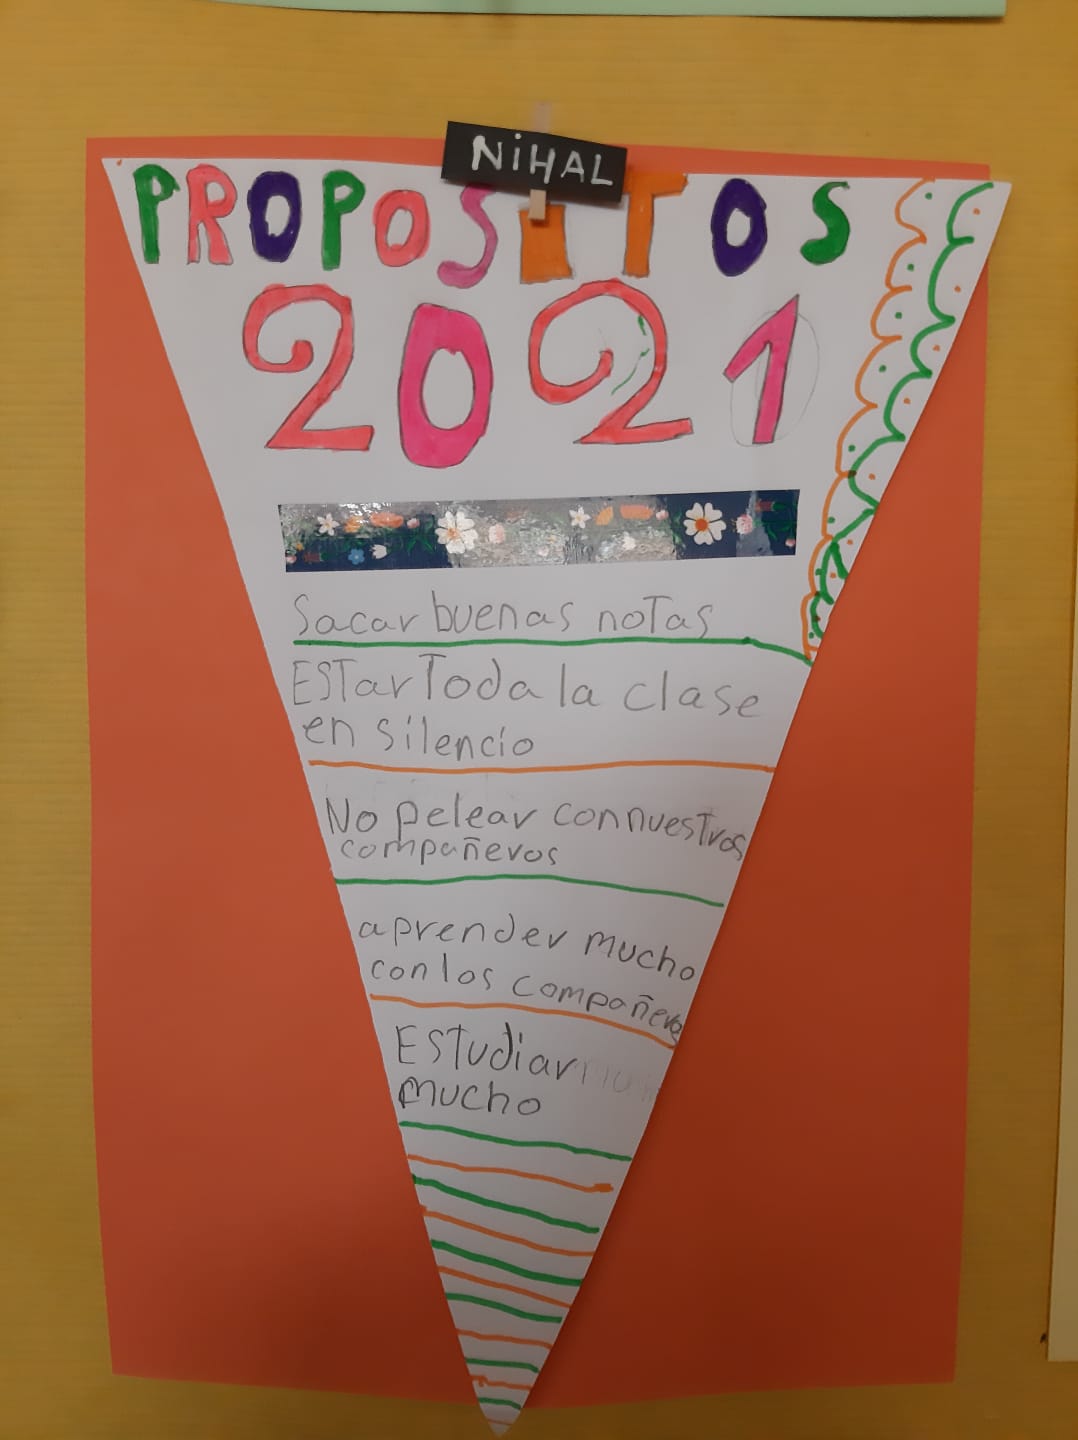 NiHAL
PROPOSITOS
2021
Sacar buenas notas
Estar toda la clase
en silencio
No pelear con nuestros
compañeros
aprender mucho
con los compañeros
Estudiar
mucho